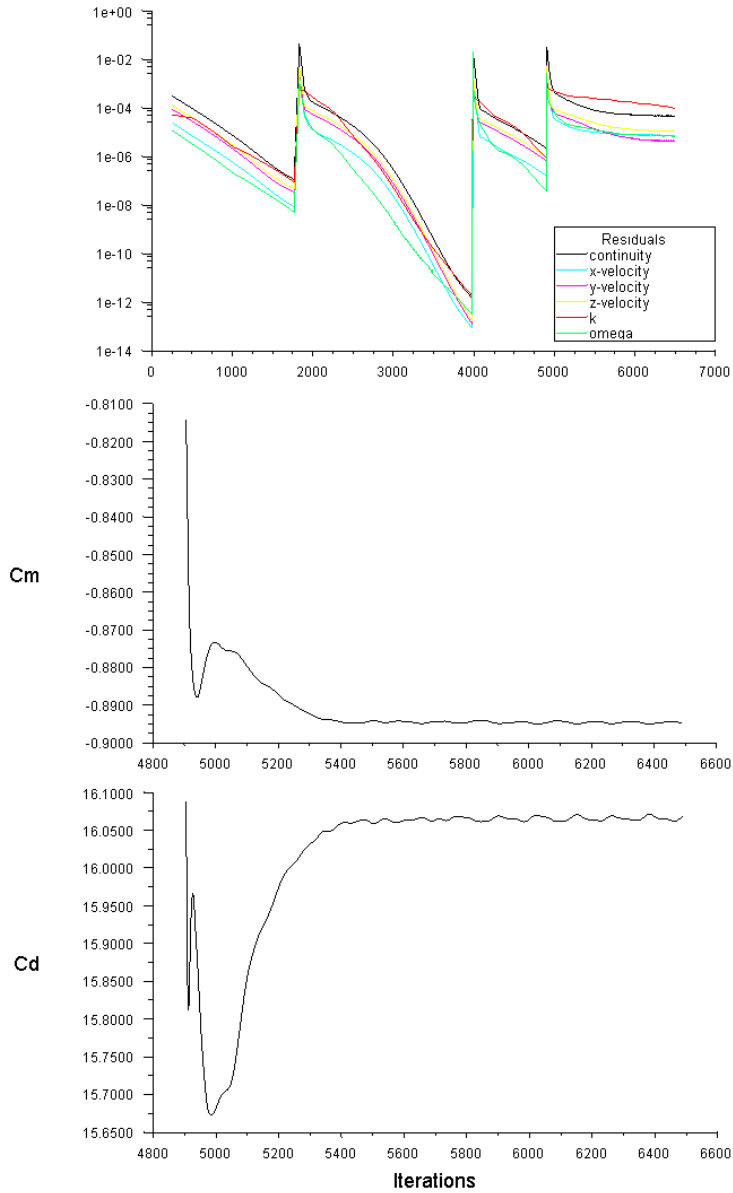 1e+00
1e-02
1e-04
1e-06
1e-08
1e-10
1e-12
1e-14
0 1000 2000 3000 4000 5000 6000 7000
Residuals
continuity
x-velocity
y-velocity
z-velocity
k
omega
Cm
-0.8100
-0.8200
-0.8300
-0.8400
-0.8500
-0.8600
-0.8700
-0.8800
-0.8900
-0.9000
4800 5000 5200 5400 5600 5800 6000 6200 6400 6600
Cd
16.1000
16.0500
16.0000
15.9500
15.9000
15.8500
15.8000
15.7500
15.7000
15.6500
4800 5000 5200 5400 5600 5800 6000 6200 6400 6600
Iterations